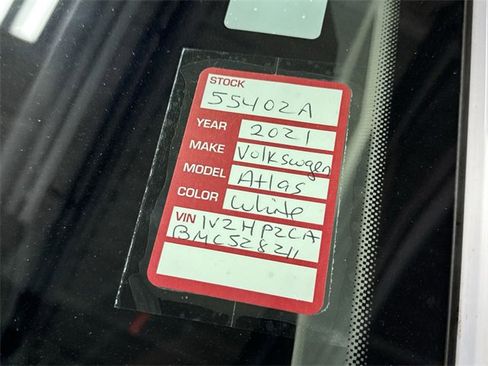 STOCK
55402A
YEAR 2021
MAKE Volkswagen
MODEL Atlas
COLOR White
VIN 1V2HP2CA
BMC528211